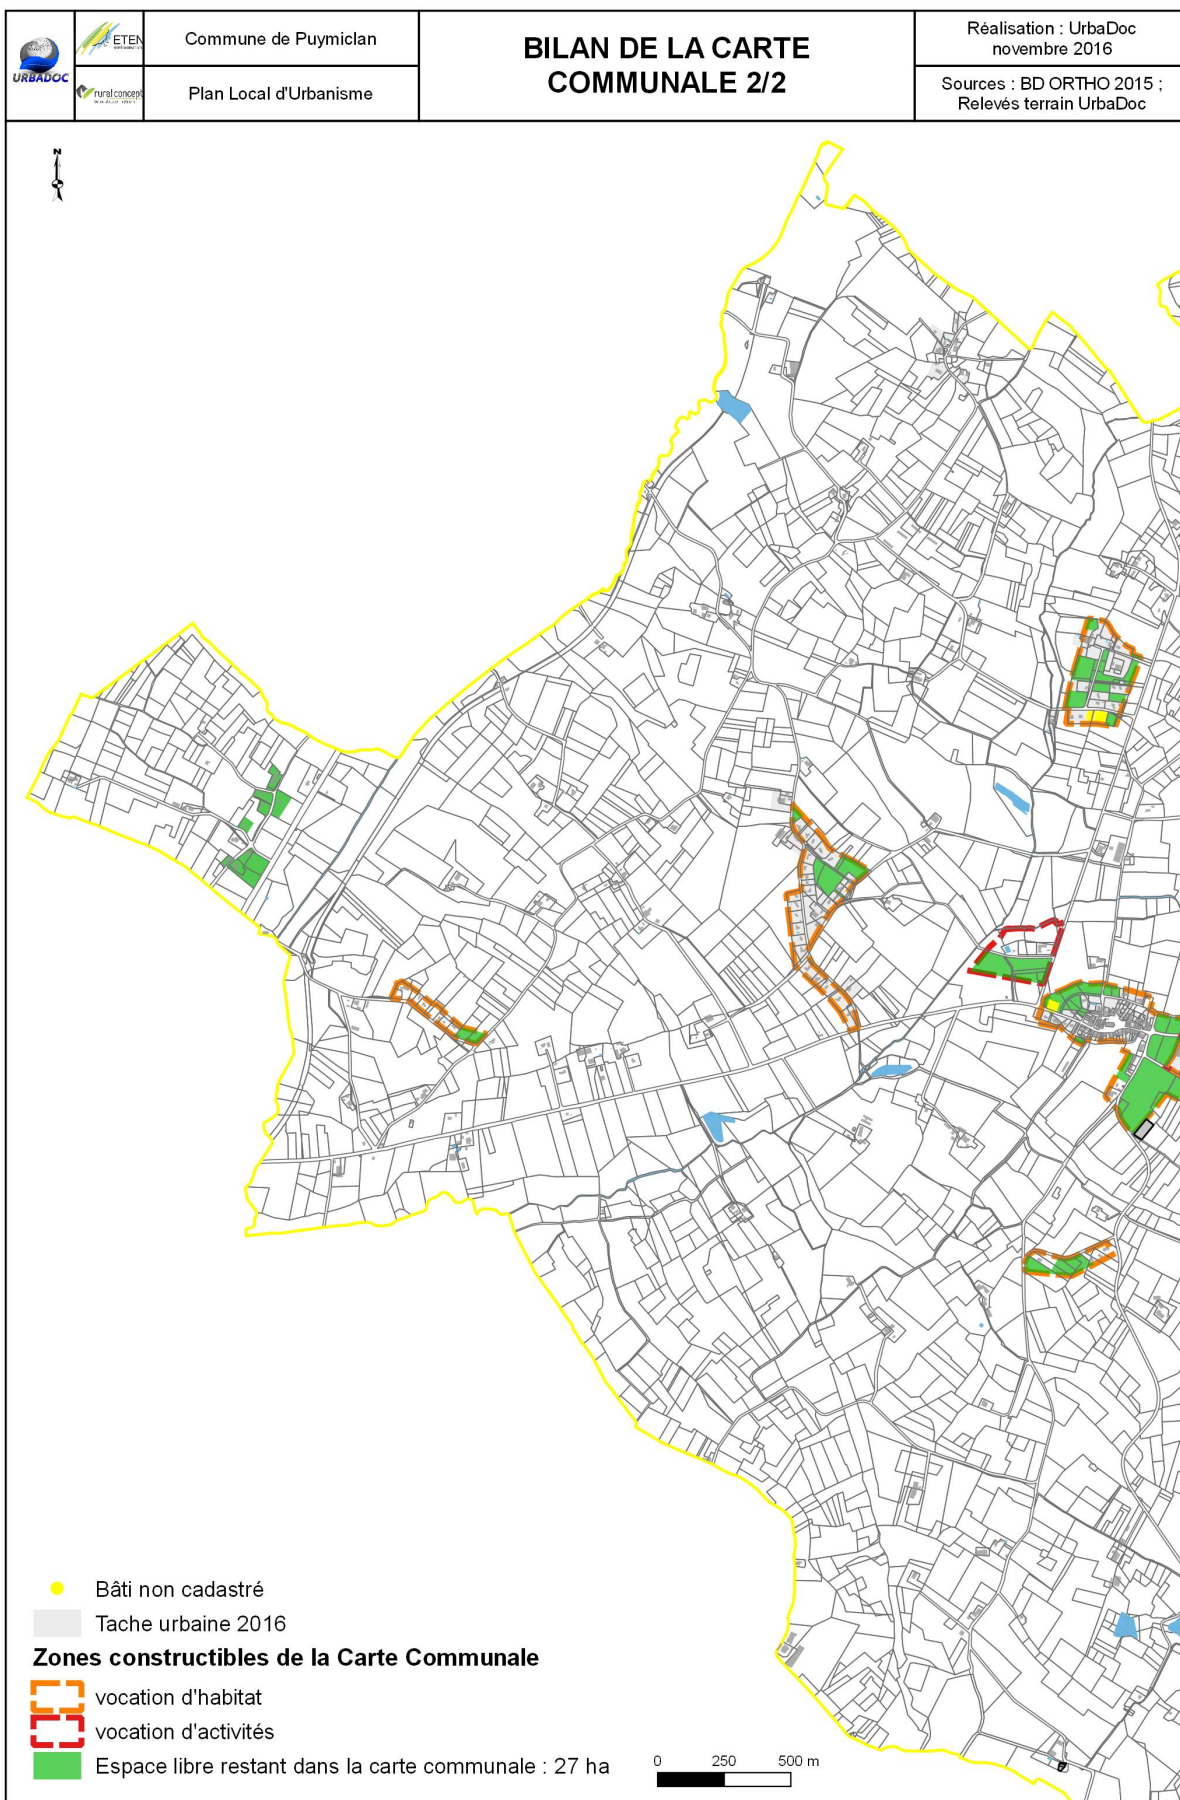 URBADOC
ETEN
rural concept
Commune de Puymiclan
Plan Local d'Urbanisme
BILAN DE LA CARTE
COMMUNALE 2/2
Réalisation : UrbaDoc
novembre 2016
Sources : BD ORTHO 2015 ;
Relevés terrain UrbaDoc
N
Bâti non cadastré
Tache urbaine 2016
Zones constructibles de la Carte Communale
vocation d'habitat
vocation d'activités
Espace libre restant dans la carte communale : 27 ha
0 250 500 m